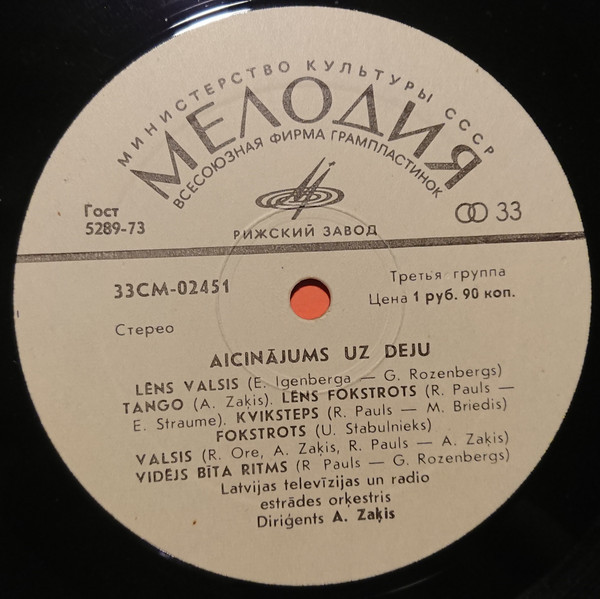 МИНИСТЕРСТВО КУЛЬТУРЫ СССР
МЕЛОДИЯ
ВСЕСОЮЗНАЯ ФИРМА ГРАМПЛАСТИНОК
Гост
5289-73
33
РИЖСКИЙ ЗАВОД
33СМ-02451
Третья группа
Цена 1 руб. 90 коп.
Стерео
AICINĀJUMS UZ DEJU
LĒNS VALSIS (E. Igenberga — G. Rozenbergs)
TANGO (A. Zaķis). LĒNS FOKSTROTS (R. Pauls —
E. Straume). KVIKSTEPS (R. Pauls — M. Briedis)
FOKSTROTS (U. Stabulnieks)
VALSIS (R. Ore, A. Zaķis, R. Pauls — A. Zaķis)
VIDĒJS BĪTA RITMS (R Pauls — G. Rozenbergs)
Latvijas televīzijas un radio
estrādes orķestris
Diriģents A. Zaķis